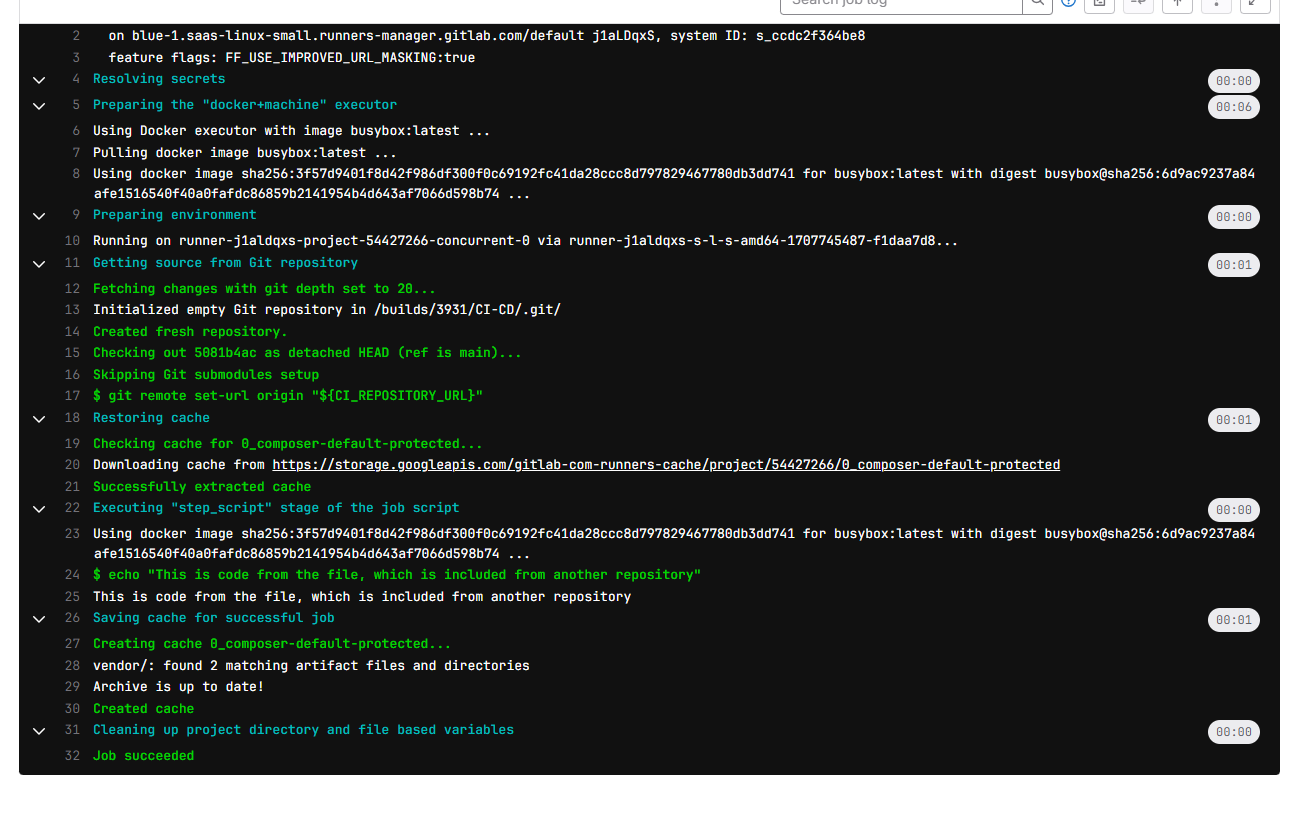 Search job log
2 on blue-1.saas-linux-small.runners-manager.gitlab.com/default j1aLDqxS, system ID: s_ccdc2f364be8
3 feature flags: FF_USE_IMPROVED_URL_MASKING:true
4 Resolving secrets 00:00
5 Preparing the "docker+machine" executor 00:06
6 Using Docker executor with image busybox:latest ...
7 Pulling docker image busybox:latest ...
8 Using docker image sha256:3f57d9401f8d42f986df300f0c69192fc41da28ccc8d797829467780db3dd741 for busybox:latest with digest busybox@sha256:6d9ac9237a84
afe1516540f40a0fafdc86859b2141954b4d643af7066d598b74 ...
9 Preparing environment 00:00
10 Running on runner-j1aldqxs-project-54427266-concurrent-0 via runner-j1aldqxs-s-l-s-amd64-1707745487-f1daa7d8...
11 Getting source from Git repository 00:01
12 Fetching changes with git depth set to 20...
13 Initialized empty Git repository in /builds/3931/CI-CD/.git/
14 Created fresh repository.
15 Checking out 5081b4ac as detached HEAD (ref is main)...
16 Skipping Git submodules setup
17 $ git remote set-url origin "${CI_REPOSITORY_URL}"
18 Restoring cache 00:01
19 Checking cache for 0_composer-default-protected...
20 Downloading cache from https://storage.googleapis.com/gitlab-com-runners-cache/project/54427266/0_composer-default-protected
21 Successfully extracted cache
22 Executing "step_script" stage of the job script 00:00
23 Using docker image sha256:3f57d9401f8d42f986df300f0c69192fc41da28ccc8d797829467780db3dd741 for busybox:latest with digest busybox@sha256:6d9ac9237a84
afe1516540f40a0fafdc86859b2141954b4d643af7066d598b74 ...
24 $ echo "This is code from the file, which is included from another repository"
25 This is code from the file, which is included from another repository
26 Saving cache for successful job 00:01
27 Creating cache 0_composer-default-protected...
28 vendor/: found 2 matching artifact files and directories
29 Archive is up to date!
30 Created cache
31 Cleaning up project directory and file based variables 00:00
32 Job succeeded